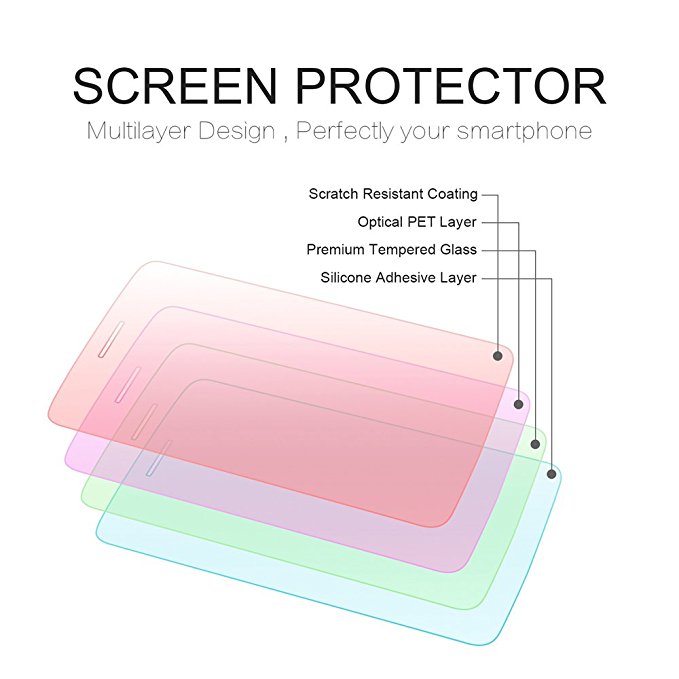 SCREEN PROTECTOR
Multilayer Design , Perfectly your smartphone
Scratch Resistant Coating
Optical PET Layer
Premium Tempered Glass
Silicone Adhesive Layer